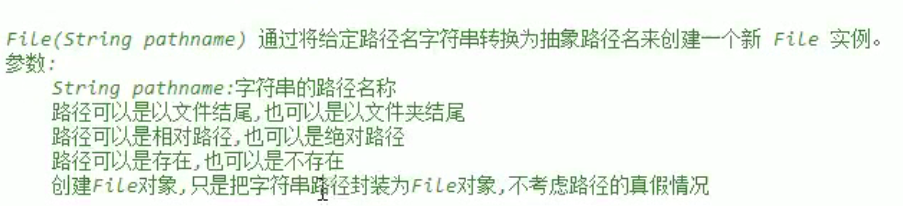 File(String pathname) 通过将给定路径名字符串转换为抽象路径名来创建一个新 File 实例。
参数:
String pathname:字符串的路径名称
路径可以是以文件结尾,也可以是以文件夹结尾
路径可以是相对路径,也可以是绝对路径
路径可以是存在,也可以是不存在
创建File对象,只是把字符串路径封装为File对象,不考虑路径的真假情况